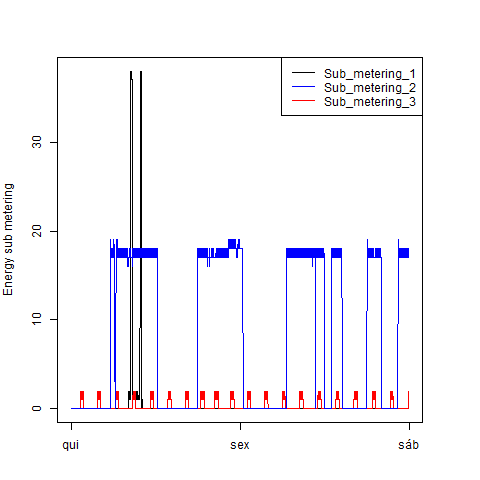 Sub_metering_1
Sub_metering_2
Sub_metering_3
Energy sub metering
30
20
10
0
qui sex sáb